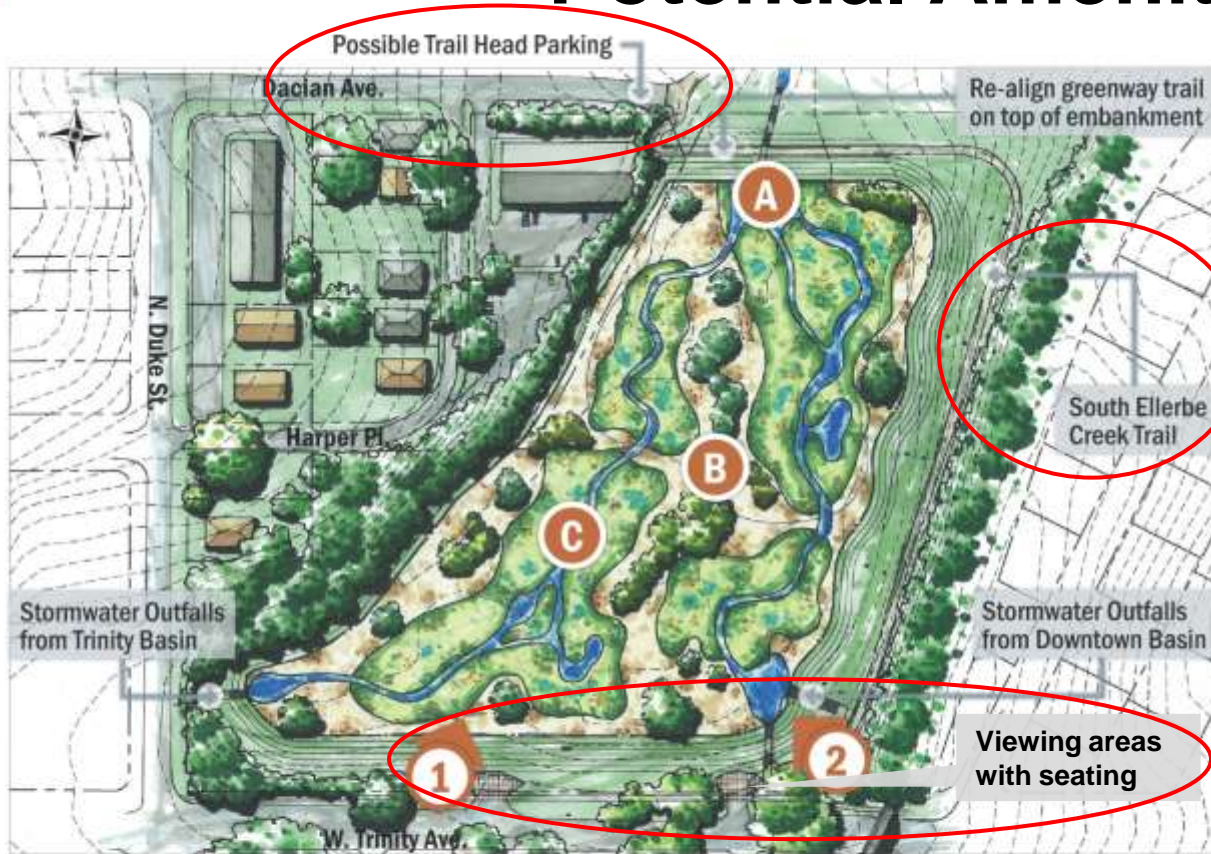 Possible Trail Head Parking
Dacian Ave.
Re-align greenway trail
on top of embankment
A
N. Duke St.
South Ellerbe
Creek Trail
Harper Pl.
B
C
Stormwater Outfalls
from Trinity Basin
Stormwater Outfalls
from Downtown Basin
Viewing areas
with seating
1
2
W. Trinity Ave.